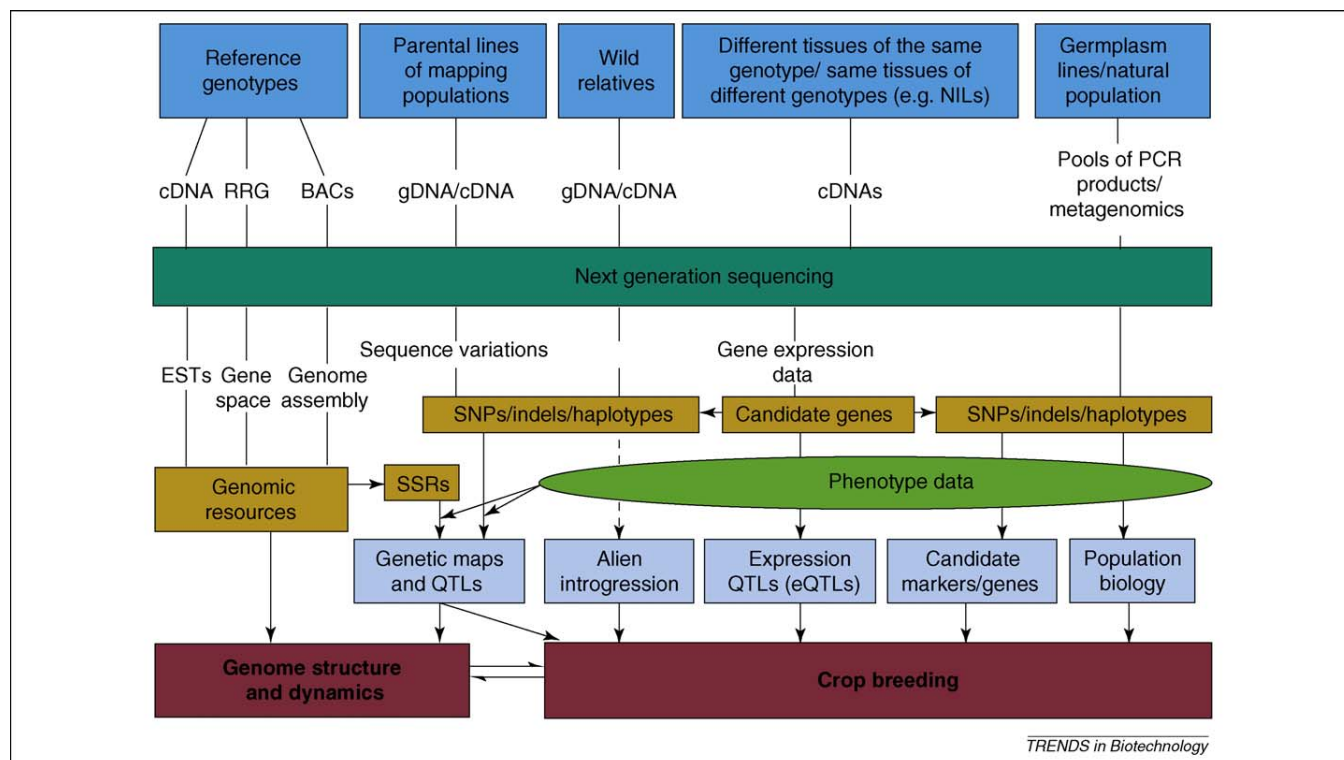 Reference
genotypes
Parental lines
of mapping
populations
Wild
relatives
Different tissues of the same
genotype/ same tissues of
different genotypes (e.g. NILs)
Germplasm
lines/natural
population
cDNA
RRG
BACs
gDNA/cDNA
gDNA/cDNA
cDNAs
Pools of PCR
products/
metagenomics
Next generation sequencing
ESTs
Gene
space
Genome
assembly
Sequence variations
Gene expression
data
SNPs/indels/haplotypes
Candidate genes
SNPs/indels/haplotypes
Genomic
resources
SSRs
Phenotype data
Genetic maps
and QTLs
Alien
introgression
Expression
QTLs (eQTLs)
Candidate
markers/genes
Population
biology
Genome structure
and dynamics
Crop breeding
TRENDS in Biotechnology